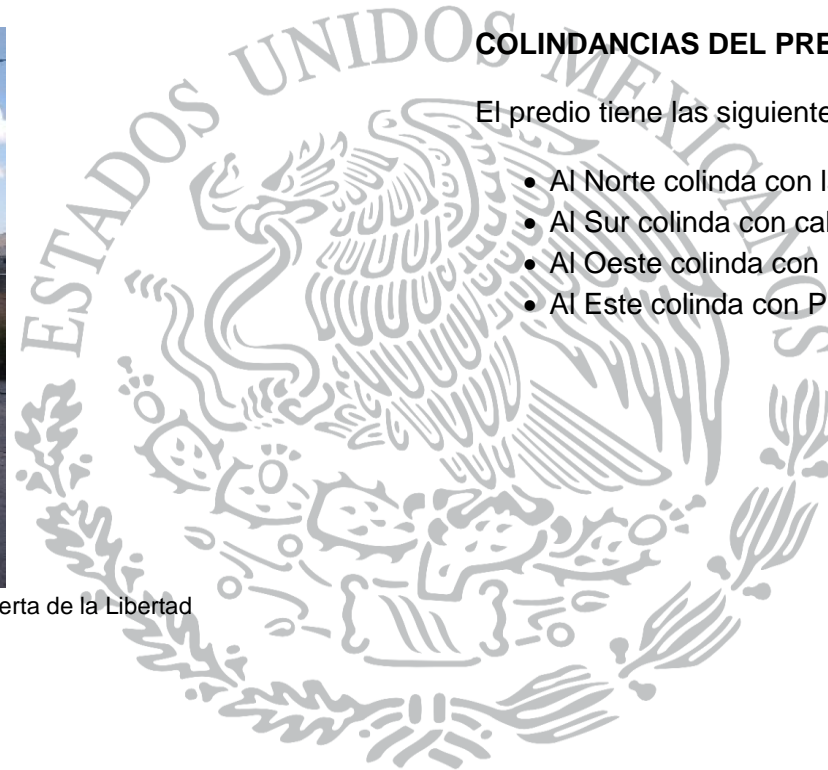 ESTADOS UNIDOS MEXICANOS
COLINDANCIAS DEL PRE
El predio tiene las siguiente
• Al Norte colinda con l
• Al Sur colinda con cal
• Al Oeste colinda con
• Al Este colinda con P
erta de la Libertad